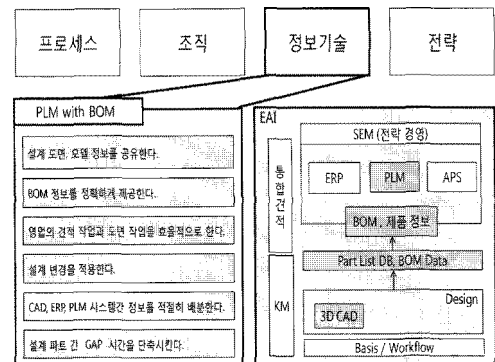 프로세스
조직
정보기술
전략
PLM with BOM
설계 도면, 모델 정보를 공유한다.
BOM 정보를 정확하게 제공한다.
영업의 견적 작업과 도면 작업을 효율적으로 한다.
설계 변경을 적용한다.
CAD, ERP, PLM 시스템간 정보를 적절히 배분한다.
설계 파트 간 GAP 시간을 단축시킨다.
EAI
통합견적
KM
SEM (전략 경영)
ERP
PLM
APS
BOM, 제품 정보
Part List DB, BOM Data
Design
3D CAD
Basis / Workflow